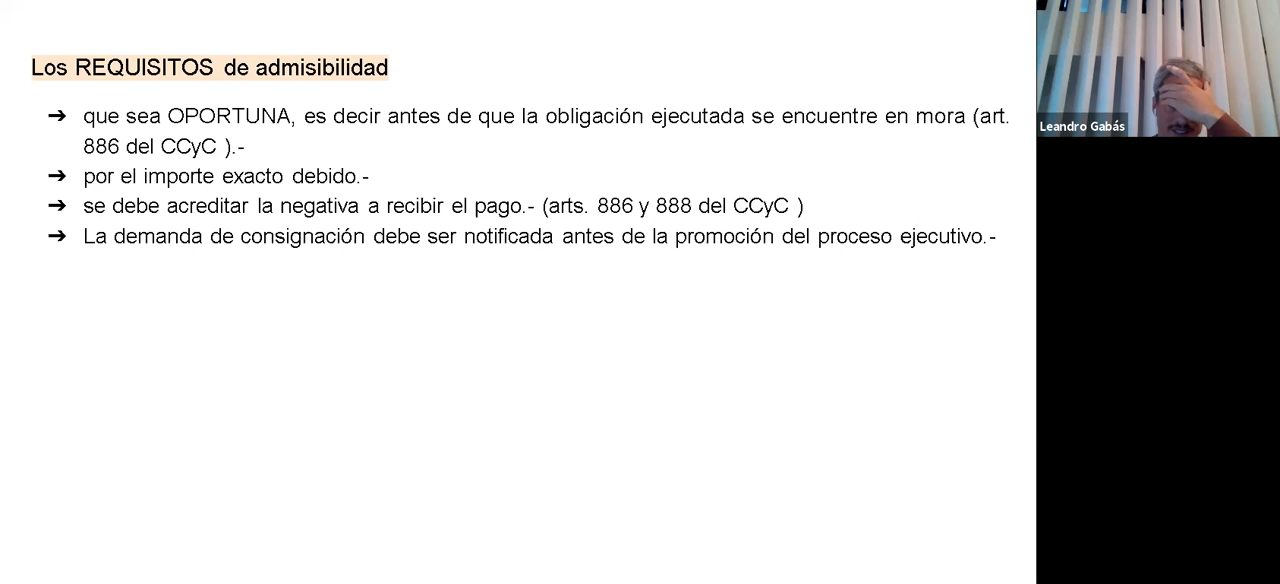 Los REQUISITOS de admisibilidad
➔ que sea OPORTUNA, es decir antes de que la obligación ejecutada se encuentre en mora (art.
886 del CCyC ).-
➔ por el importe exacto debido.-
➔ se debe acreditar la negativa a recibir el pago.- (arts. 886 y 888 del CCyC )
➔ La demanda de consignación debe ser notificada antes de la promoción del proceso ejecutivo.-
Leandro Gabás